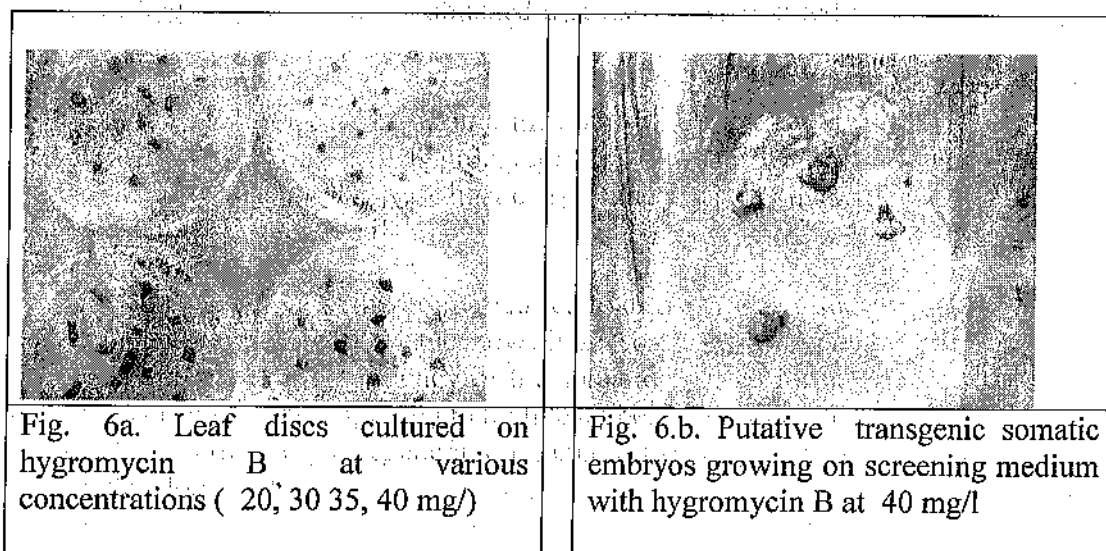 Fig. 6a. Leaf discs cultured on
hygromycin B at various
concentrations ( 20, 30 35, 40 mg/)
Fig. 6.b. Putative transgenic somatic
embryos growing on screening medium
with hygromycin B at 40 mg/l